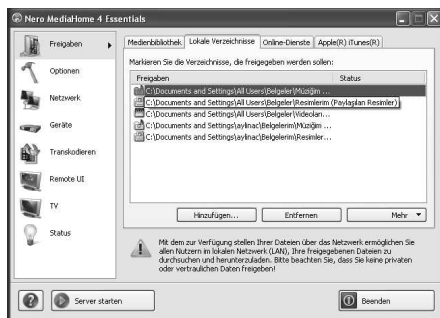 Nero MediaHome 4 Essentials
Freigaben
Optionen
Netzwerk
Geräte
Transkodieren
Remote UI
TV
Status
Medienbibliothek
Lokale Verzeichnisse
Online-Dienste
Apple(R) iTunes(R)
Markieren Sie die Verzeichnisse, die freigegeben werden sollen:
Freigaben
Status
C:\Documents and Settings\All Users\Belgeler\Müziğim ...
C:\Documents and Settings\All Users\Belgeler\Resimlerim (Paylaşılan Resimler)
C:\Documents and Settings\All Users\Belgeler\Videoları...
C:\Documents and Settings\aylinac\Belgelerim\Müziğim ...
C:\Documents and Settings\aylinac\Belgelerim\Resimler...
Hinzufügen...
Entfernen
Mehr
Mit dem zur Verfügung stellen Ihrer Dateien über das Netzwerk ermöglichen Sie
allen Nutzern im lokalen Netzwerk (LAN), Ihre freigegebenen Dateien zu
durchsuchen und herunterzuladen. Bitte beachten Sie, dass Sie keine privaten
oder vertraulichen Daten freigeben!
Server starten
Beenden